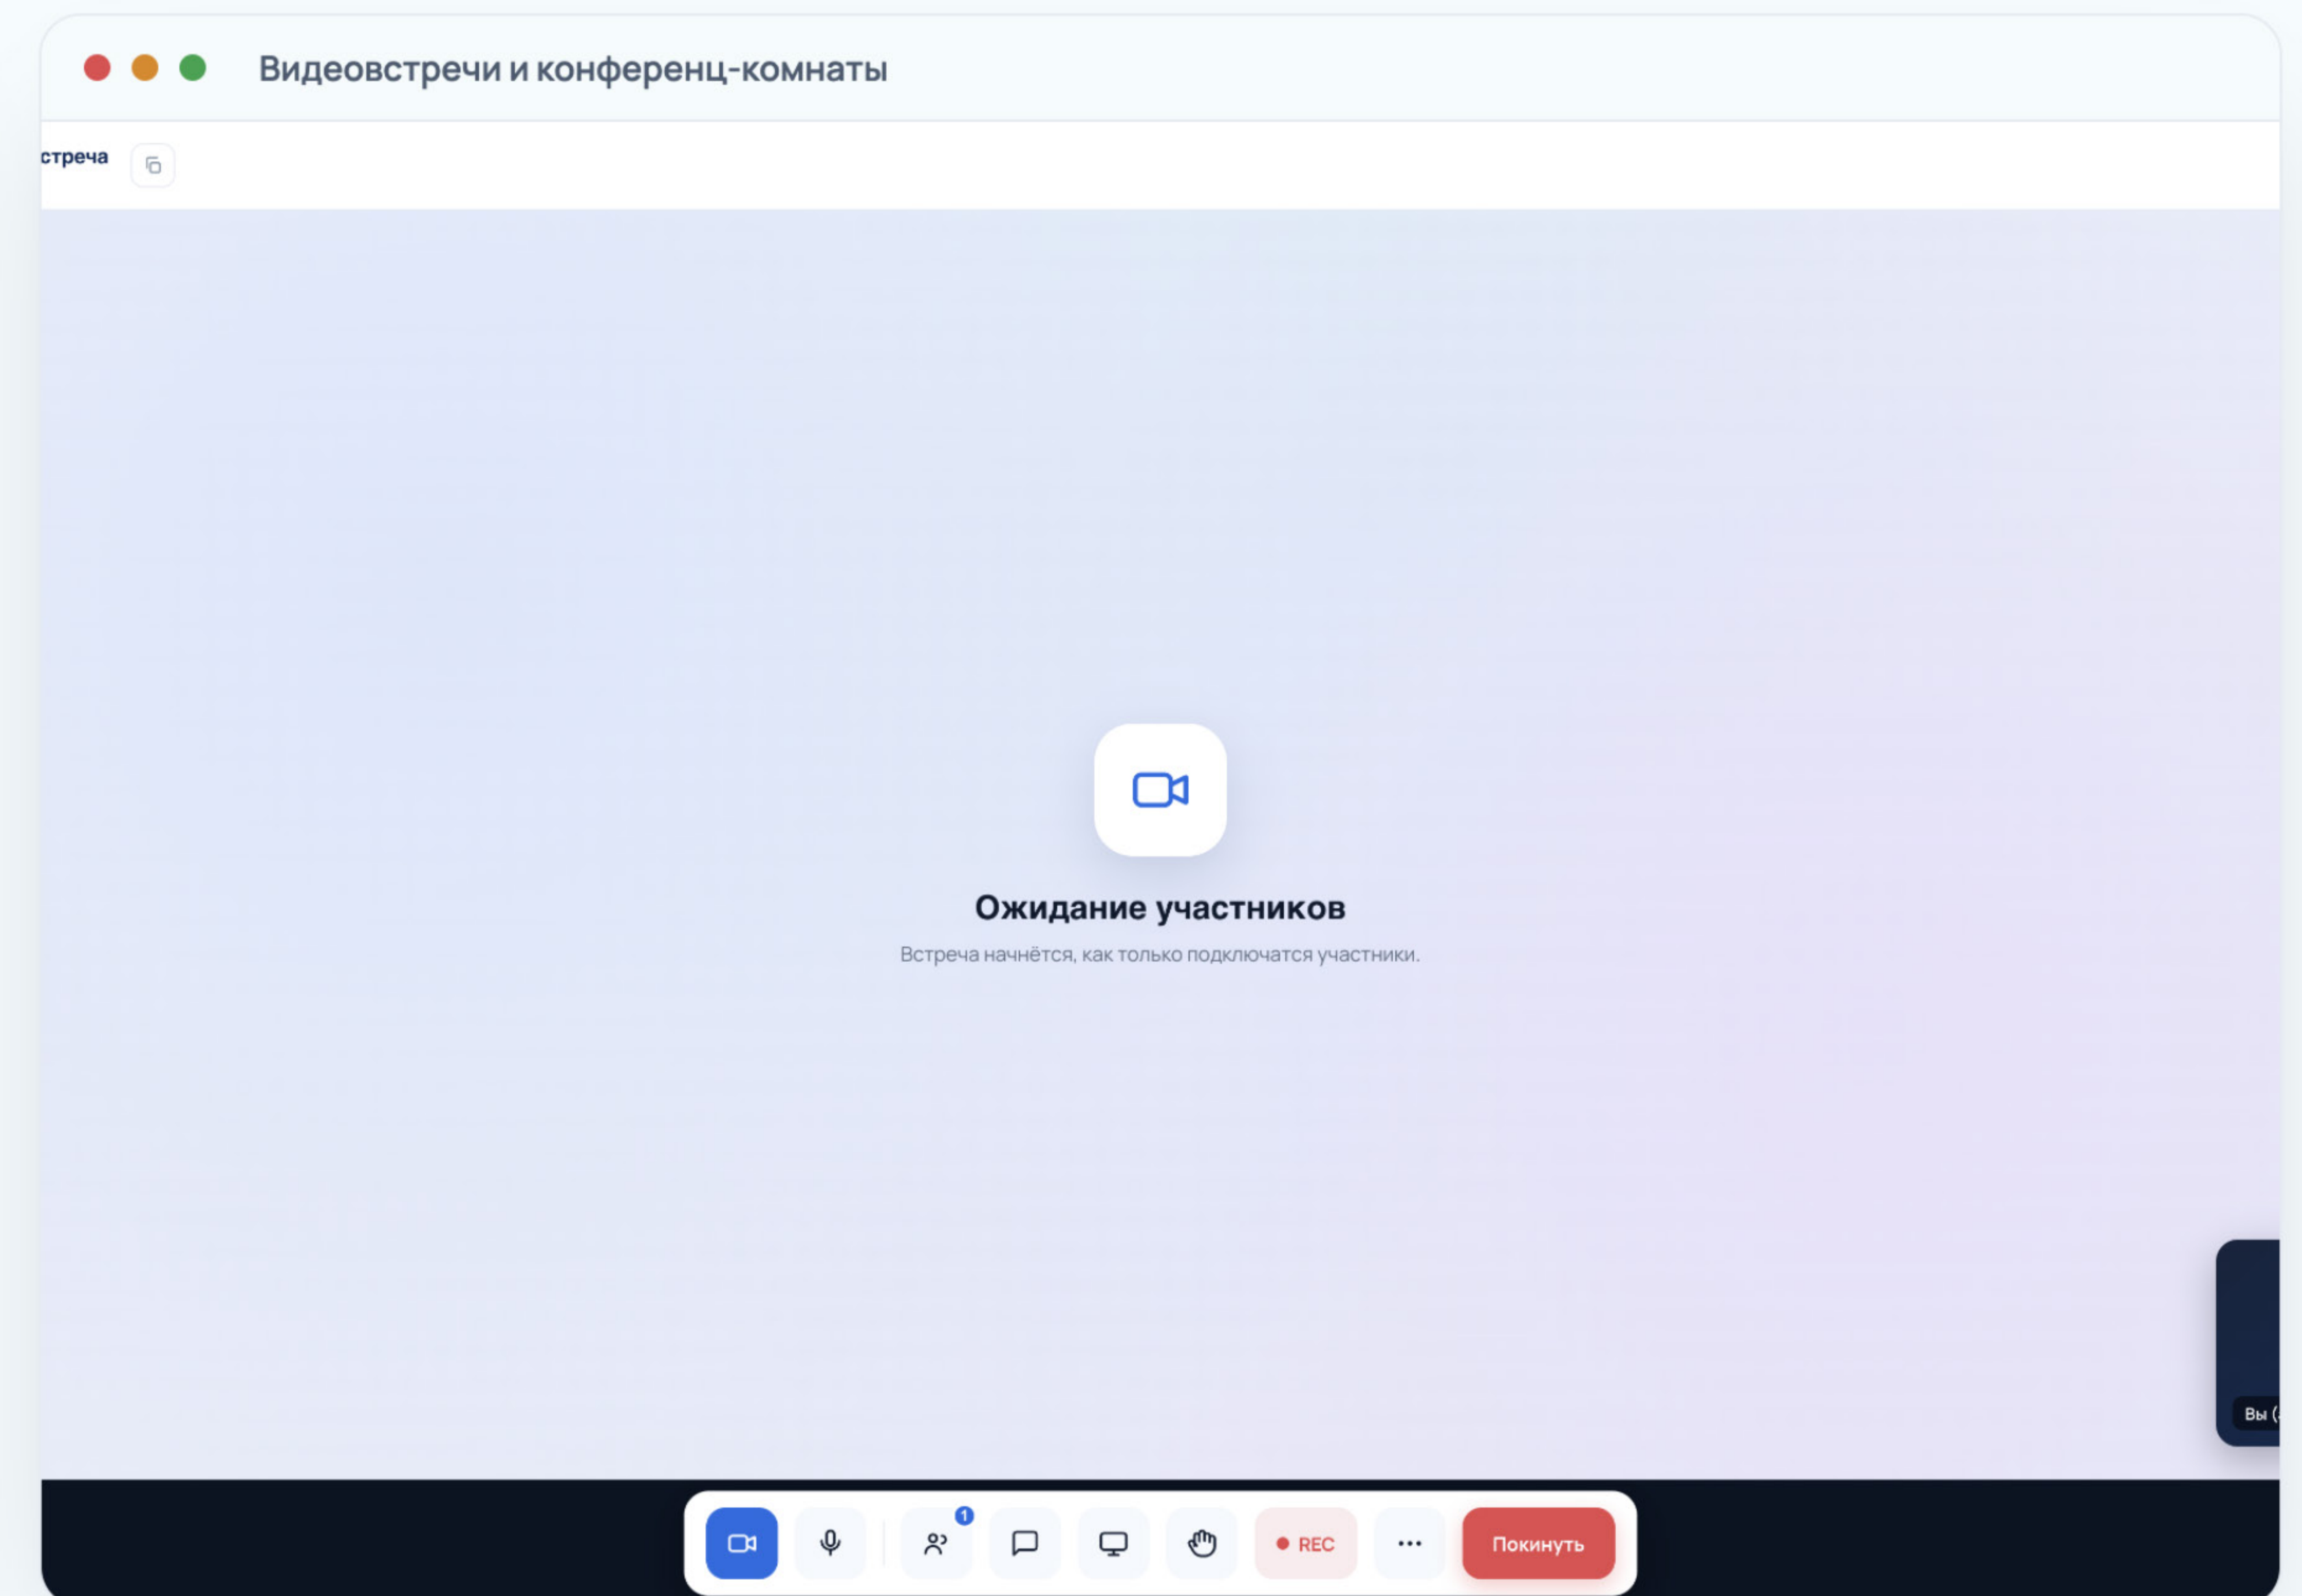 Видеовстречи и конференц-комнаты
стреча
Ожидание участников
Встреча начнётся, как только подключатся участники.
Вы (
1
REC
Покинуть